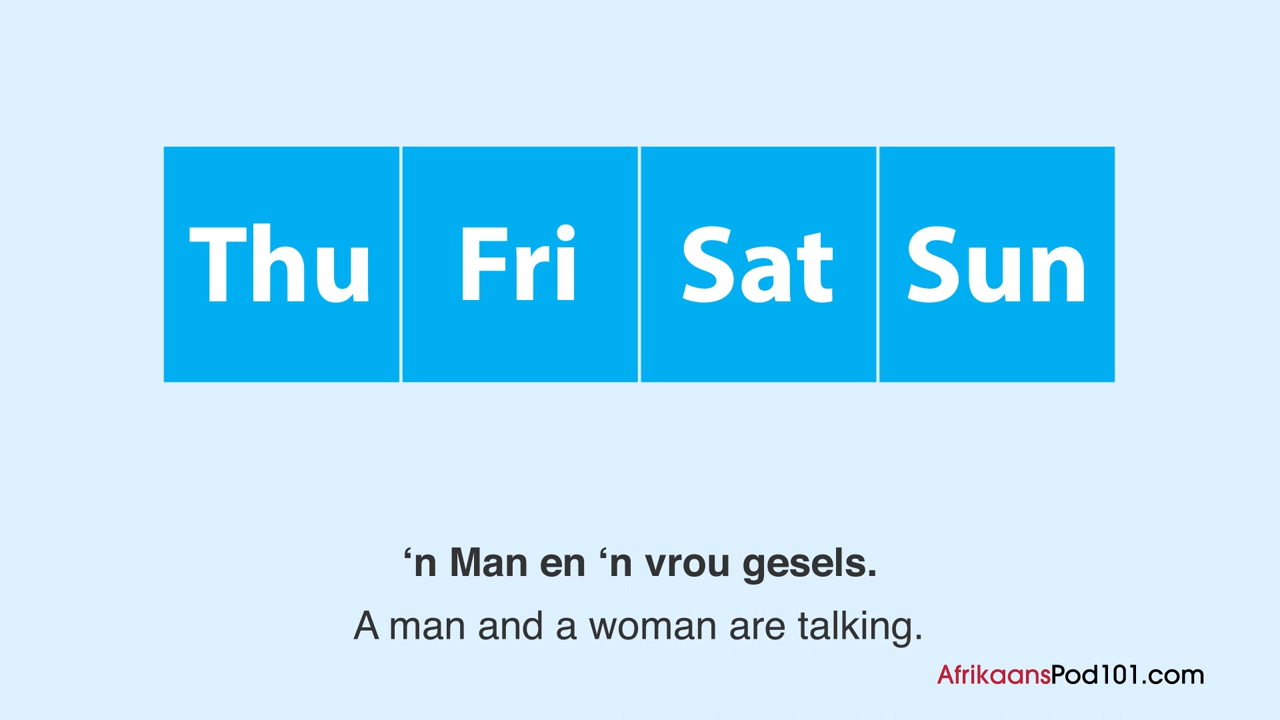 Thu Fri Sat Sun
‘n Man en ‘n vrou gesels.
A man and a woman are talking.
AfrikaansPod101.com